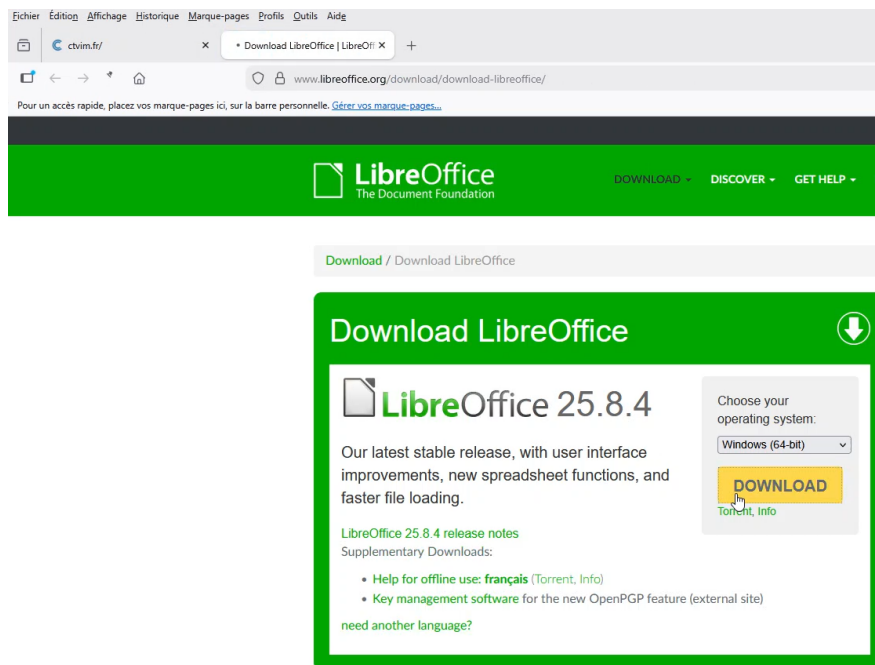 Fichier Édition Affichage Historique Marque-pages Profils Outils Aide
ctvim.fr/ Download LibreOffice | LibreOff
www.libreoffice.org/download/download-libreoffice/
Pour un accès rapide, placez vos marque-pages ici, sur la barre personnelle. Gérer vos marque-pages...
LibreOffice
The Document Foundation
DOWNLOAD DISCOVER GET HELP
Download / Download LibreOffice
Download LibreOffice
LibreOffice 25.8.4
Our latest stable release, with user interface
improvements, new spreadsheet functions, and
faster file loading.
LibreOffice 25.8.4 release notes
Supplementary Downloads:
• Help for offline use: français (Torrent, Info)
• Key management software for the new OpenPGP feature (external site)
need another language?
Choose your
operating system:
Windows (64-bit)
DOWNLOAD
Torrent, Info